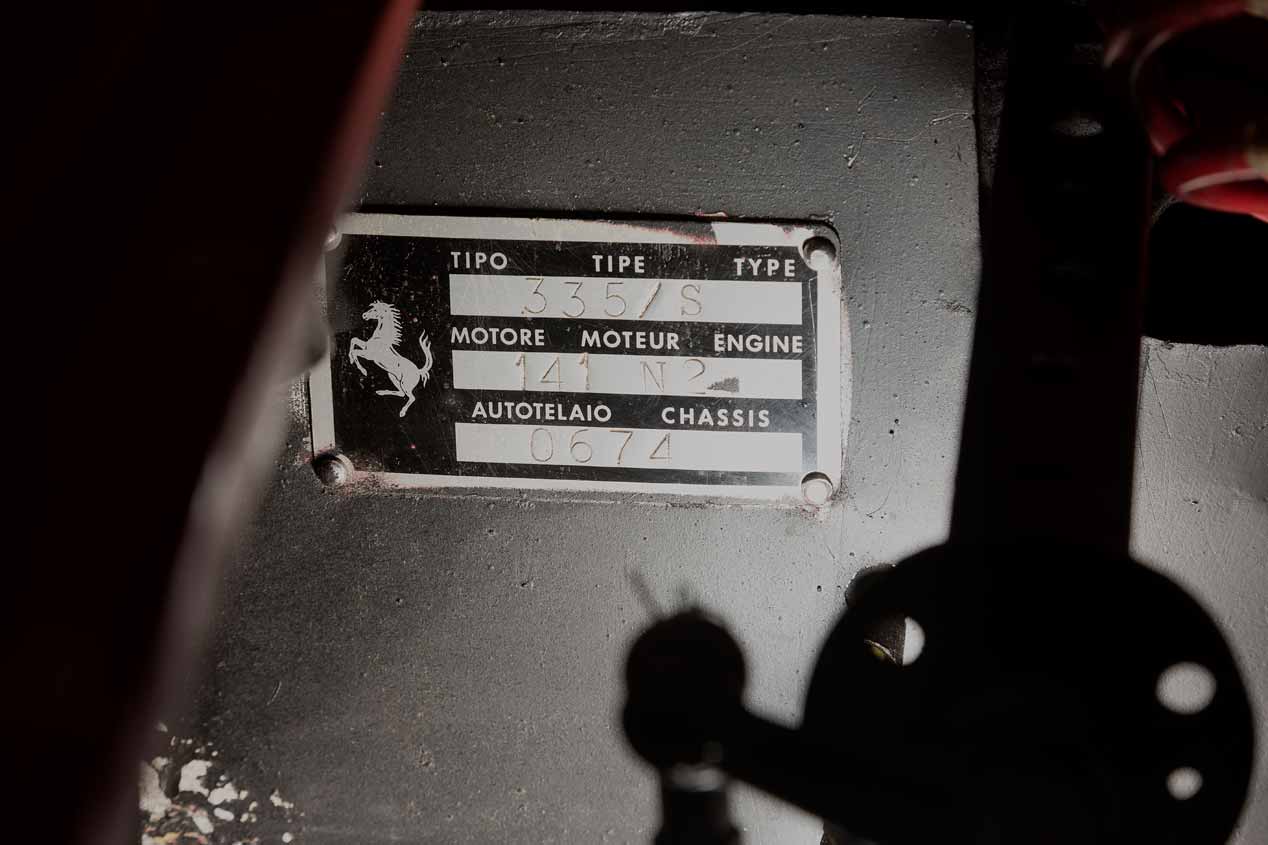 TIPO TIPE TYPE
335/S
MOTORE MOTEUR ENGINE
141 N2
AUTOTELAIO CHASSIS
0674